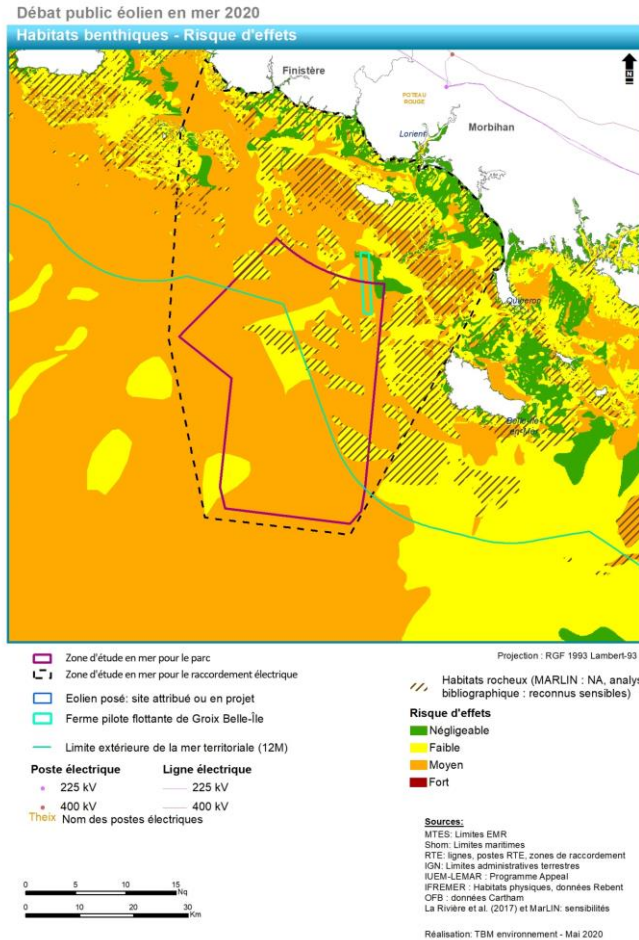 Débat public éolien en mer 2020
Habitats benthiques - Risque d'effets
Finistère
N
POTEAU
ROUGE
Lorient
Morbihan
Quiberon
Belle-Île-
en-Mer
Zone d'étude en mer pour le parc
Zone d'étude en mer pour le raccordement électrique
Eolien posé: site attribué ou en projet
Ferme pilote flottante de Groix Belle-Île
Limite extérieure de la mer territoriale (12M)
Poste électrique
Ligne électrique
225 kV
225 kV
400 kV
400 kV
Theix Nom des postes électriques
0 5 10 15
Nq
0 10 20 30
Km
Projection : RGF 1993 Lambert-93
Habitats rocheux (MARLIN : NA, analys
bibliographique : reconnus sensibles)
Risque d'effets
Négligeable
Faible
Moyen
Fort
Sources:
MTES: Limites EMR
Shom: Limites maritimes
RTE: lignes, postes RTE, zones de raccordement
IGN: Limites administratives terrestres
IUEM-LEMAR : Programme Appeal
IFREMER : Habitats physiques, données Rebent
OFB : données Cartham
La Rivière et al. (2017) et MarLIN: sensibilités
Réalisation: TBM environnement - Mai 2020